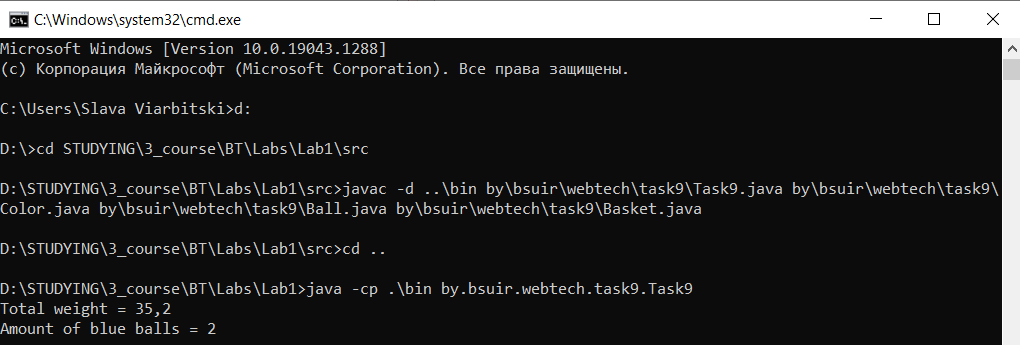 C:\Windows\system32\cmd.exe
Microsoft Windows [Version 10.0.19043.1288]
(c) Корпорация Майкрософт (Microsoft Corporation). Все права защищены.
C:\Users\Slava Viarbitski>d:
D:\>cd STUDYING\3_course\BT\Labs\Lab1\src
D:\STUDYING\3_course\BT\Labs\Lab1\src>javac -d ..\bin by\bsuir\webtech\task9\Task9.java by\bsuir\webtech\task9\
Color.java by\bsuir\webtech\task9\Ball.java by\bsuir\webtech\task9\Basket.java
D:\STUDYING\3_course\BT\Labs\Lab1\src>cd ..
D:\STUDYING\3_course\BT\Labs\Lab1>java -cp .\bin by.bsuir.webtech.task9.Task9
Total weight = 35,2
Amount of blue balls = 2